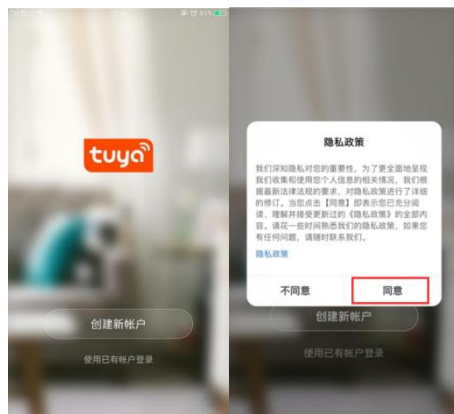 tuya
创建新帐户
使用已有帐户登录
隐私政策
我们深知隐私对您的重要性，为了更全面地呈现
我们收集和使用您个人信息的相关情况，我们根
据最新法律法规的要求，对隐私政策进行了详细
的修订。当您点击【同意】即表示您已充分阅
读、理解并接受更新过的《隐私政策》的全部内
容。请花一些时间熟悉我们的隐私政策，如果您
有任何问题，请随时联系我们。
隐私政策
不同意
同意
创建新帐户
使用已有帐户登录